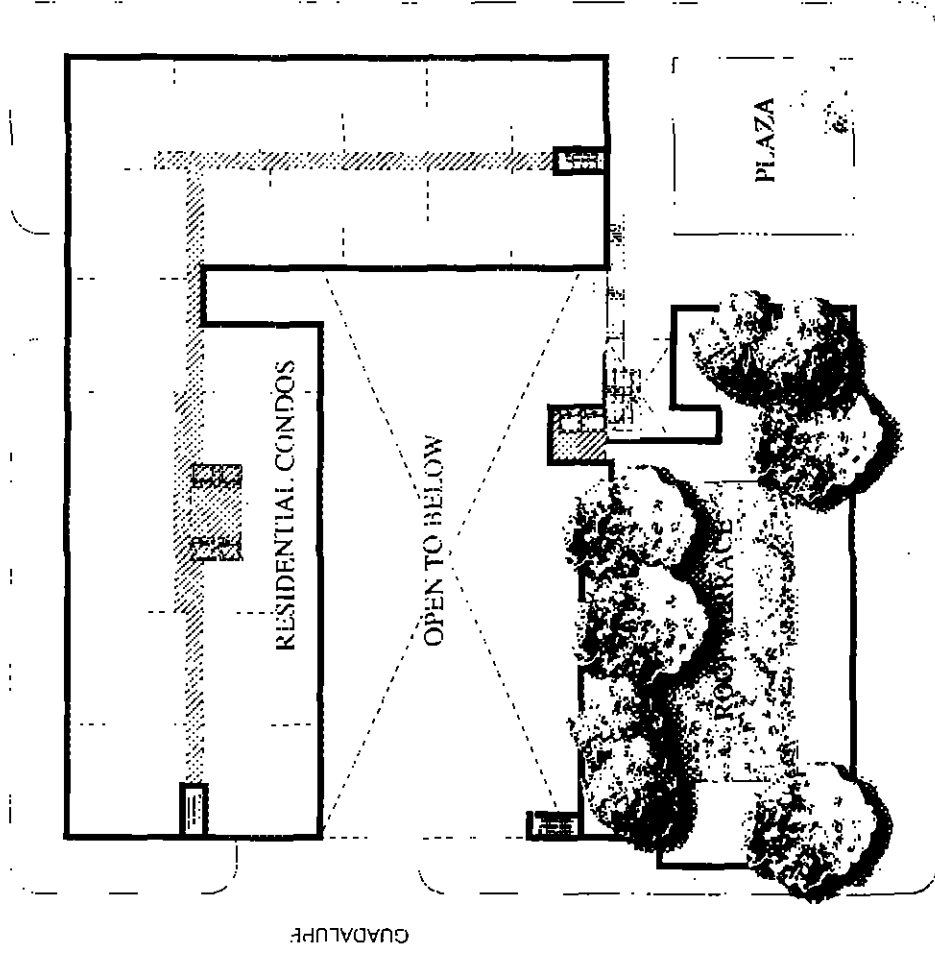 PLAZA
RESIDENTIAL CONDOS
OPEN TO BELOW
ROOF TERRACE
GUADALUPE